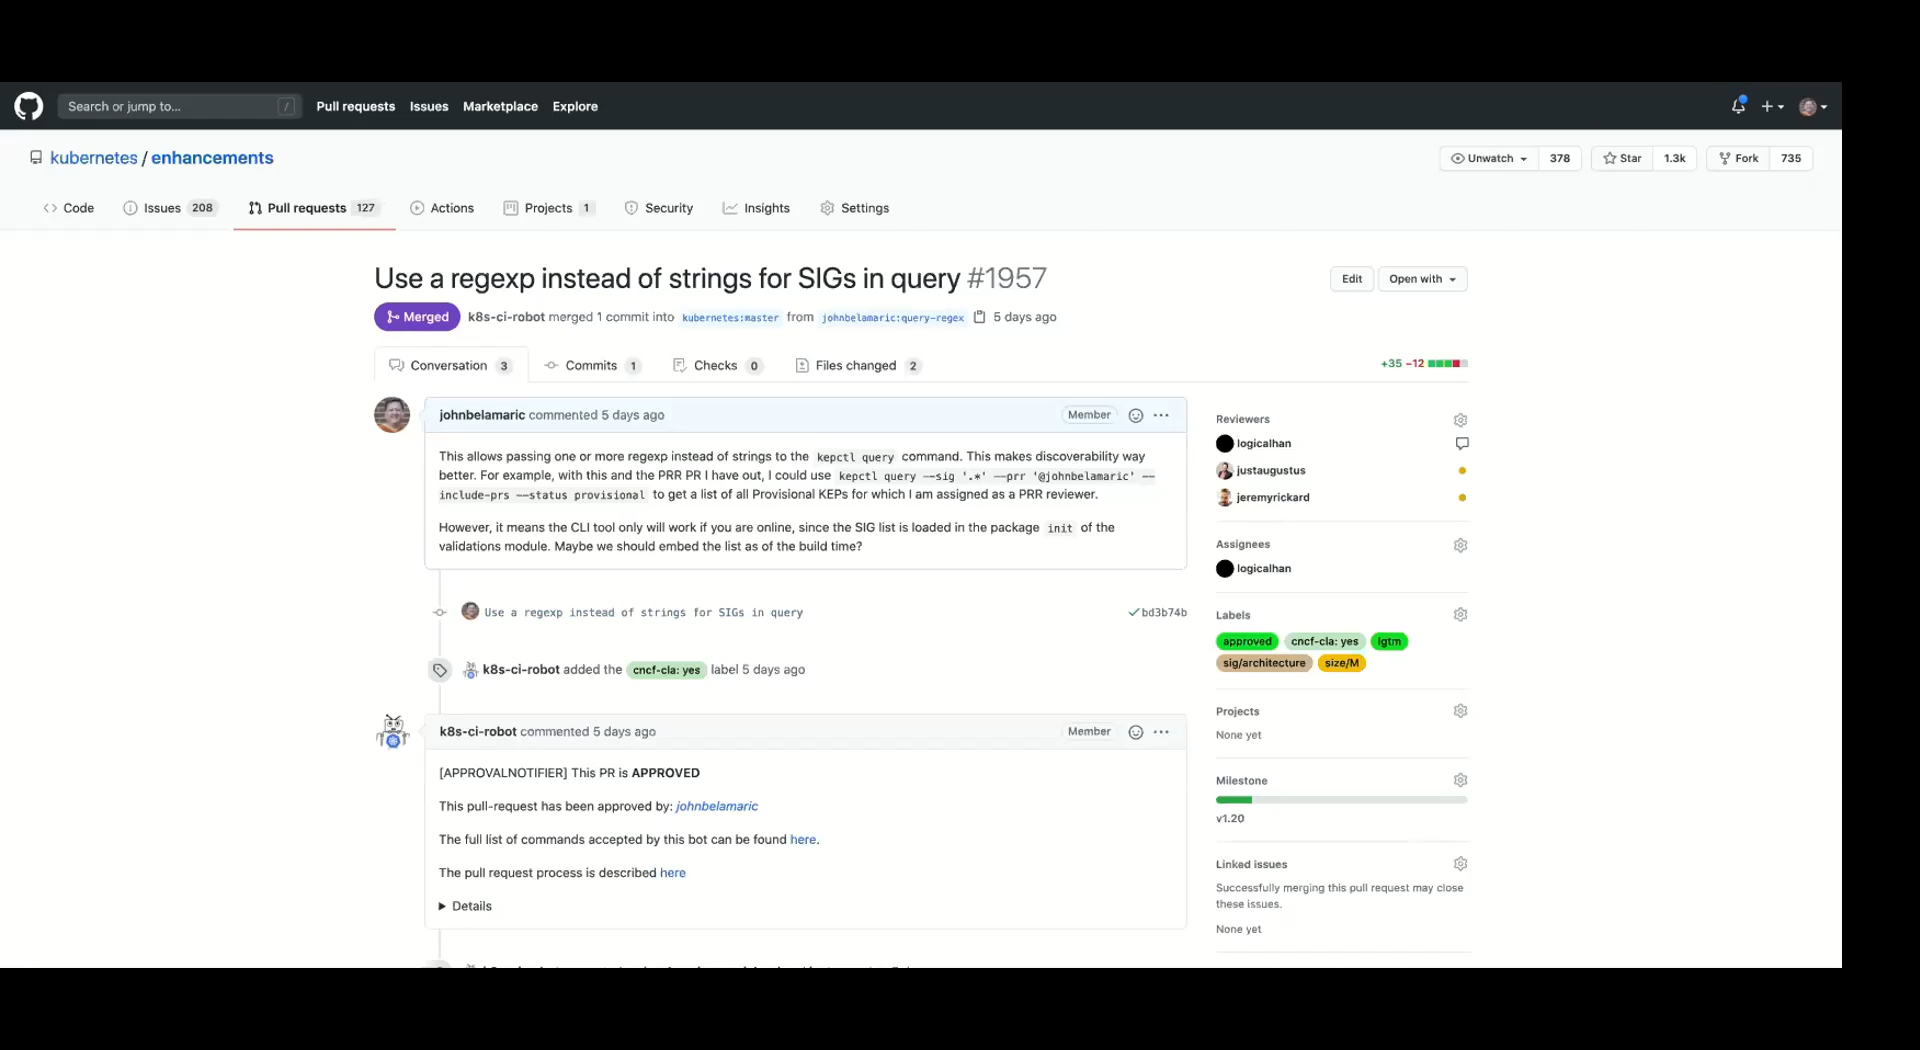 Search or jump to... / Pull requests Issues Marketplace Explore
kubernetes / enhancements Unwatch 378 Star 1.3k Fork 735
Code Issues 208 Pull requests 127 Actions Projects 1 Security Insights Settings
Use a regexp instead of strings for SIGs in query #1957 Edit Open with
Merged k8s-ci-robot merged 1 commit into kubernetes:master from johnbelamaric:query-regex 5 days ago
Conversation 3 Commits 1 Checks 0 Files changed 2 +35 −12
johnbelamaric commented 5 days ago Member
This allows passing one or more regexp instead of strings to the kepctl query command. This makes discoverability way
better. For example, with this and the PRR PR I have out, I could use kepctl query --sig '.*' --prr '@johnbelamaric' --
include-prs --status provisional to get a list of all Provisional KEPs for which I am assigned as a PRR reviewer.
However, it means the CLI tool only will work if you are online, since the SIG list is loaded in the package init of the
validations module. Maybe we should embed the list as of the build time?
Use a regexp instead of strings for SIGs in query bd3b74b
k8s-ci-robot added the cncf-cla: yes label 5 days ago
k8s-ci-robot commented 5 days ago Member
[APPROVALNOTIFIER] This PR is APPROVED
This pull-request has been approved by: johnbelamaric
The full list of commands accepted by this bot can be found here.
The pull request process is described here
Details
Reviewers
logicalhan
justaugustus
jeremyrickard
Assignees
logicalhan
Labels
approved cncf-cla: yes lgtm
sig/architecture size/M
Projects
None yet
Milestone
v1.20
Linked issues
Successfully merging this pull request may close
these issues.
None yet